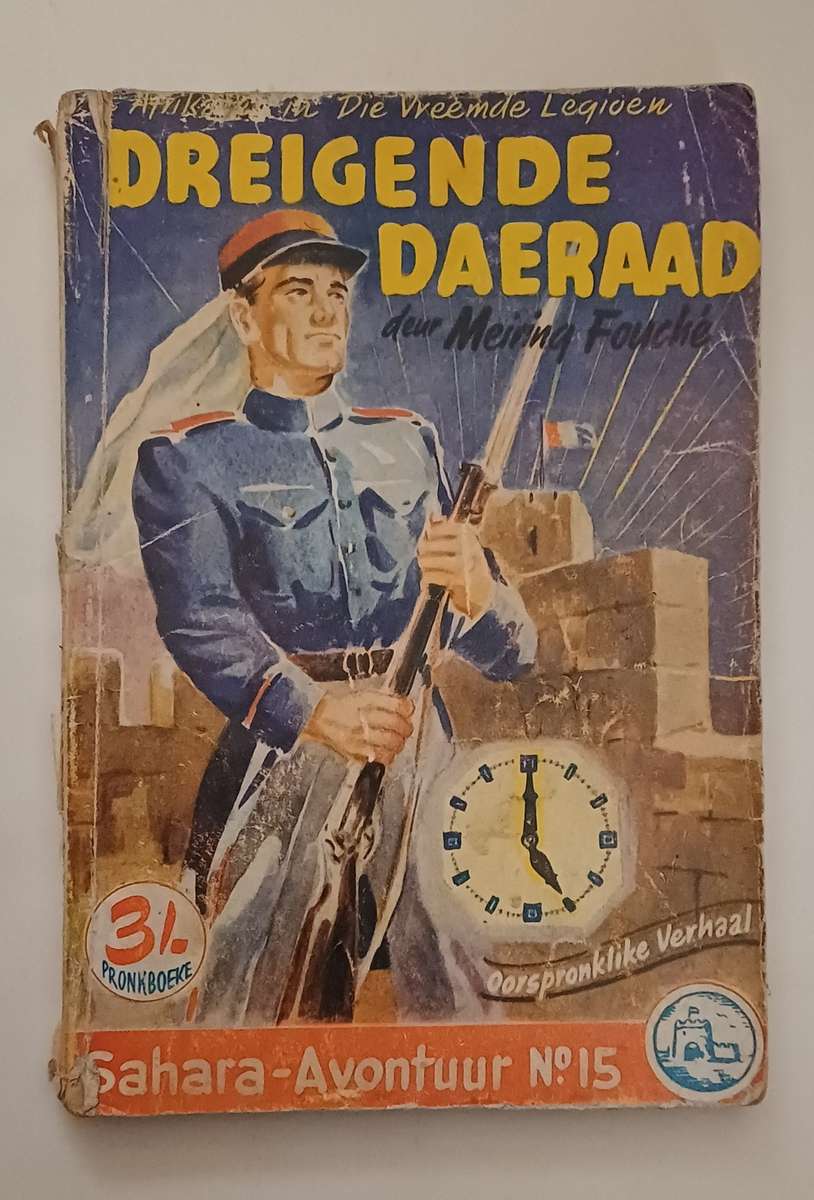 in Die Vreemde Legioen
DREIGENDE
DAERAAD
deur Meiring Fouché
3/-
PRONKBOEKE
Oorspronklike Verhaal
Sahara-Avontuur No 15